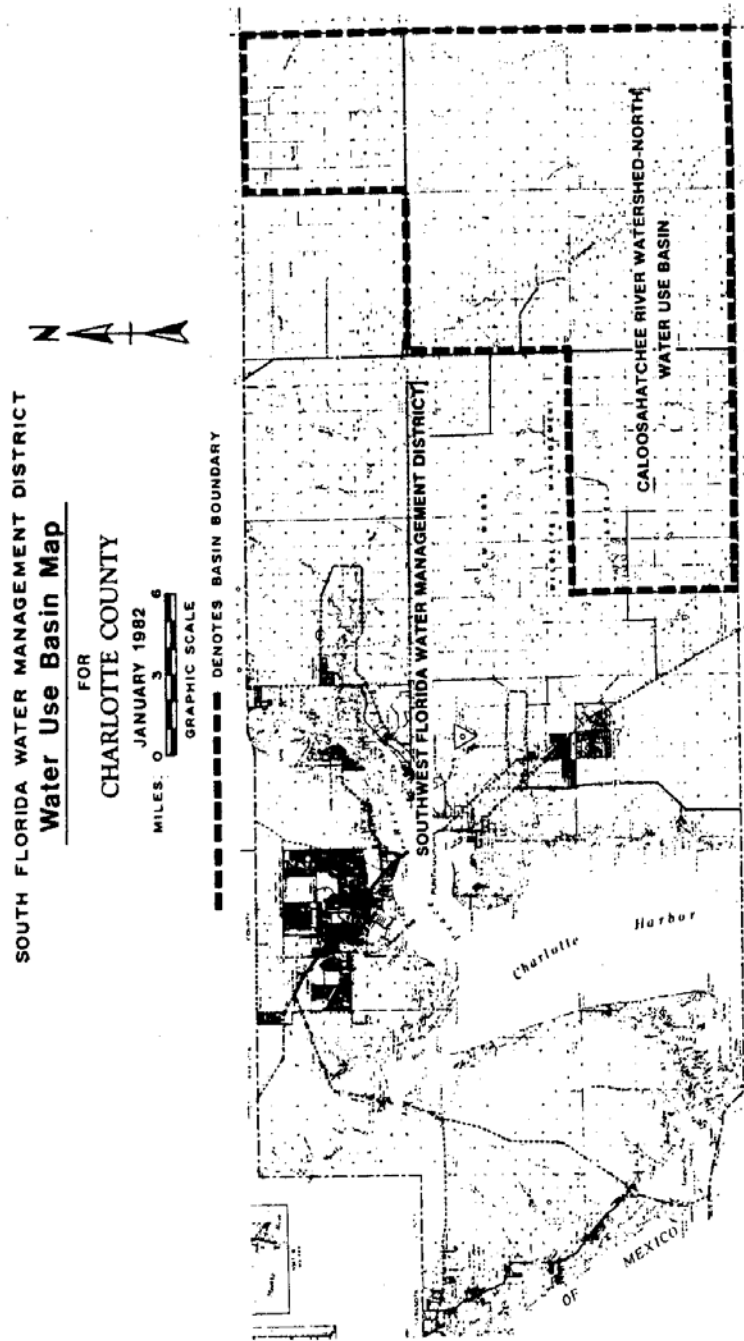 SOUTH FLORIDA WATER MANAGEMENT DISTRICT
Water Use Basin Map
FOR
CHARLOTTE COUNTY
JANUARY 1982
MILES 0 3 6
GRAPHIC SCALE
DENOTES BASIN BOUNDARY
N
SOUTHWEST FLORIDA WATER MANAGEMENT DISTRICT
CALOOSAHATCHEE RIVER WATERSHED-NORTH
WATER USE BASIN
WILDLIFE MANAGEMENT
Charlotte Harbor
OF MEXICO